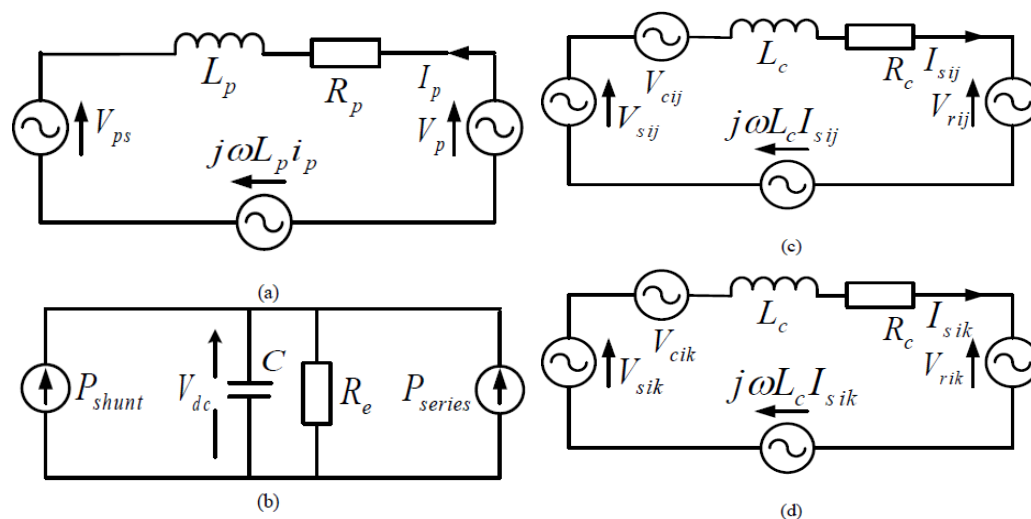 L_p
R_p
I_p
V_ps
V_p
jωL_p i_p
(a)
P_shunt
V_dc
C
R_e
P_series
(b)
V_cij
L_c
R_c
I_sij
V_sij
V_rij
jωL_c I_sij
(c)
V_cik
L_c
R_c
I_sik
V_sik
V_rik
jωL_c I_sik
(d)